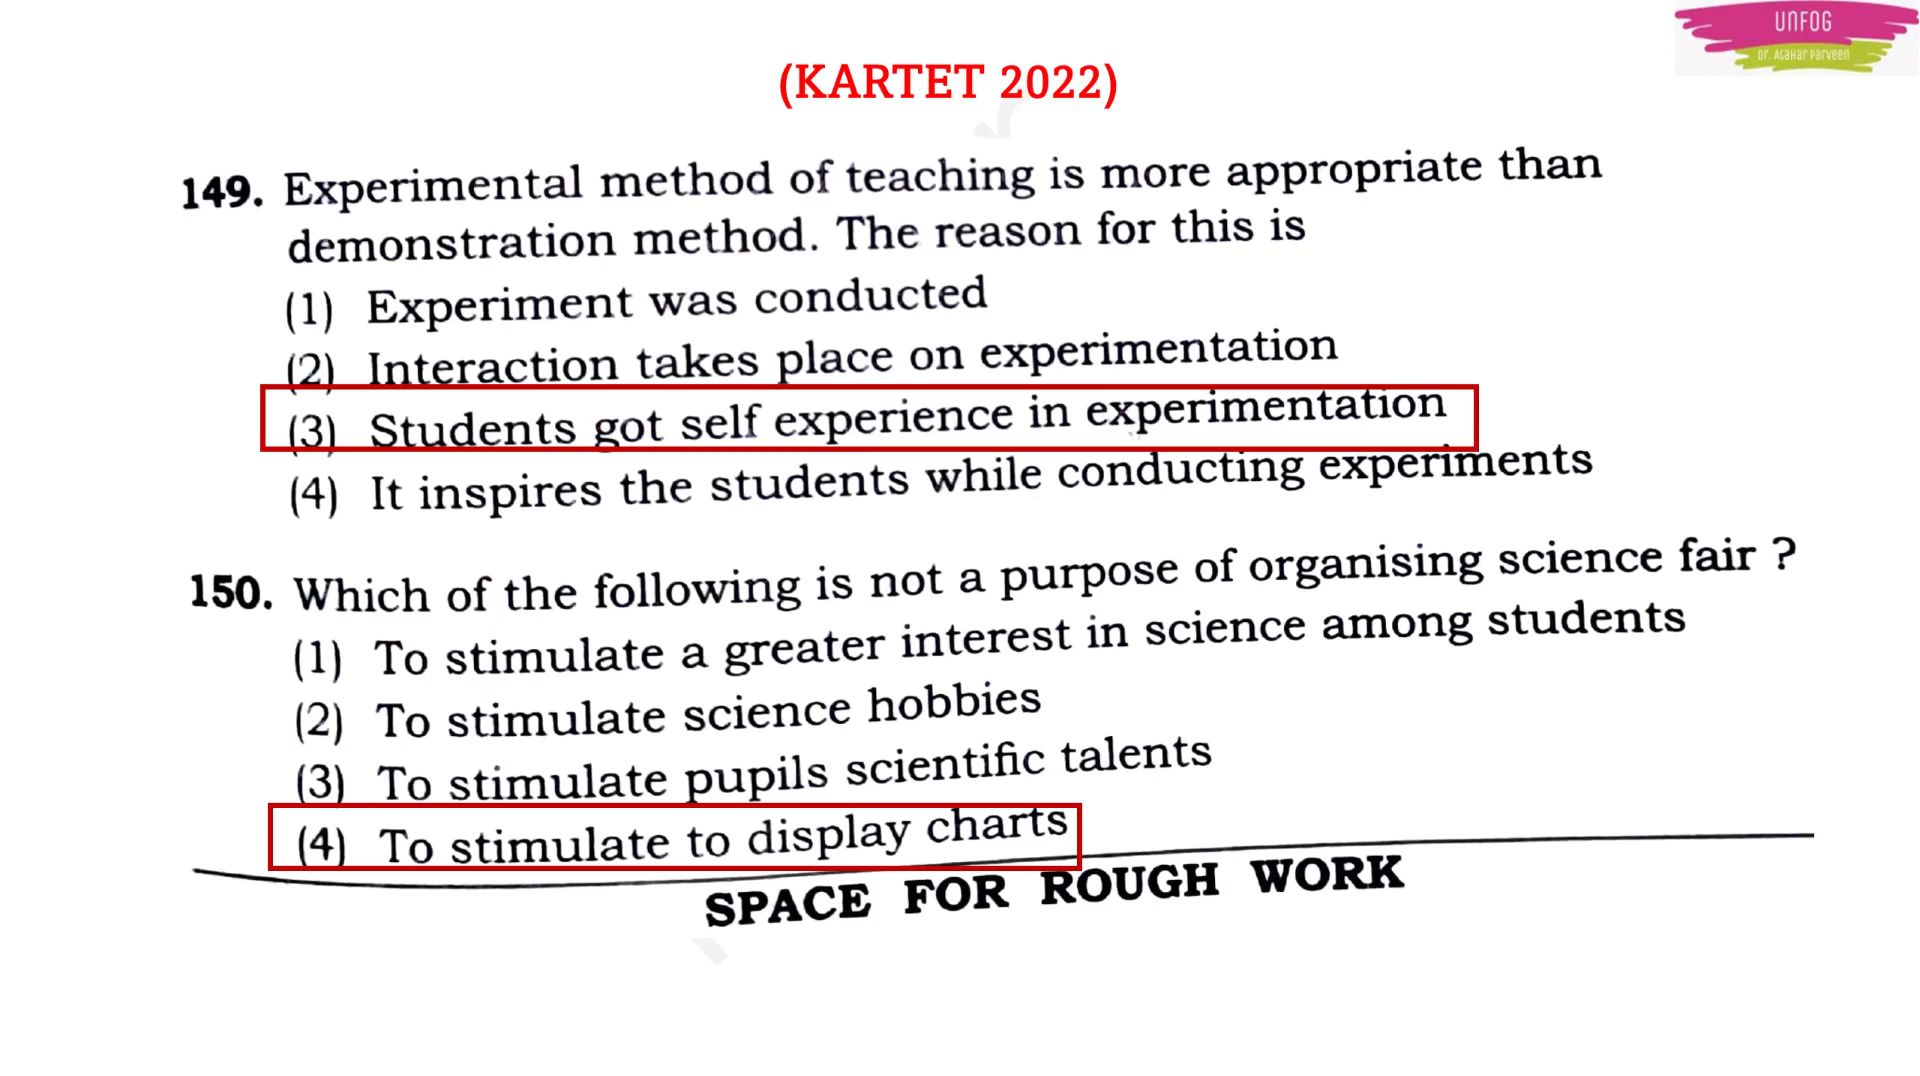 UNFOG
Dr. Atahar Parveen
(KARTET 2022)
149. Experimental method of teaching is more appropriate than
demonstration method. The reason for this is
(1) Experiment was conducted
(2) Interaction takes place on experimentation
(3) Students got self experience in experimentation
(4) It inspires the students while conducting experiments
150. Which of the following is not a purpose of organising science fair ?
(1) To stimulate a greater interest in science among students
(2) To stimulate science hobbies
(3) To stimulate pupils scientific talents
(4) To stimulate to display charts
SPACE FOR ROUGH WORK